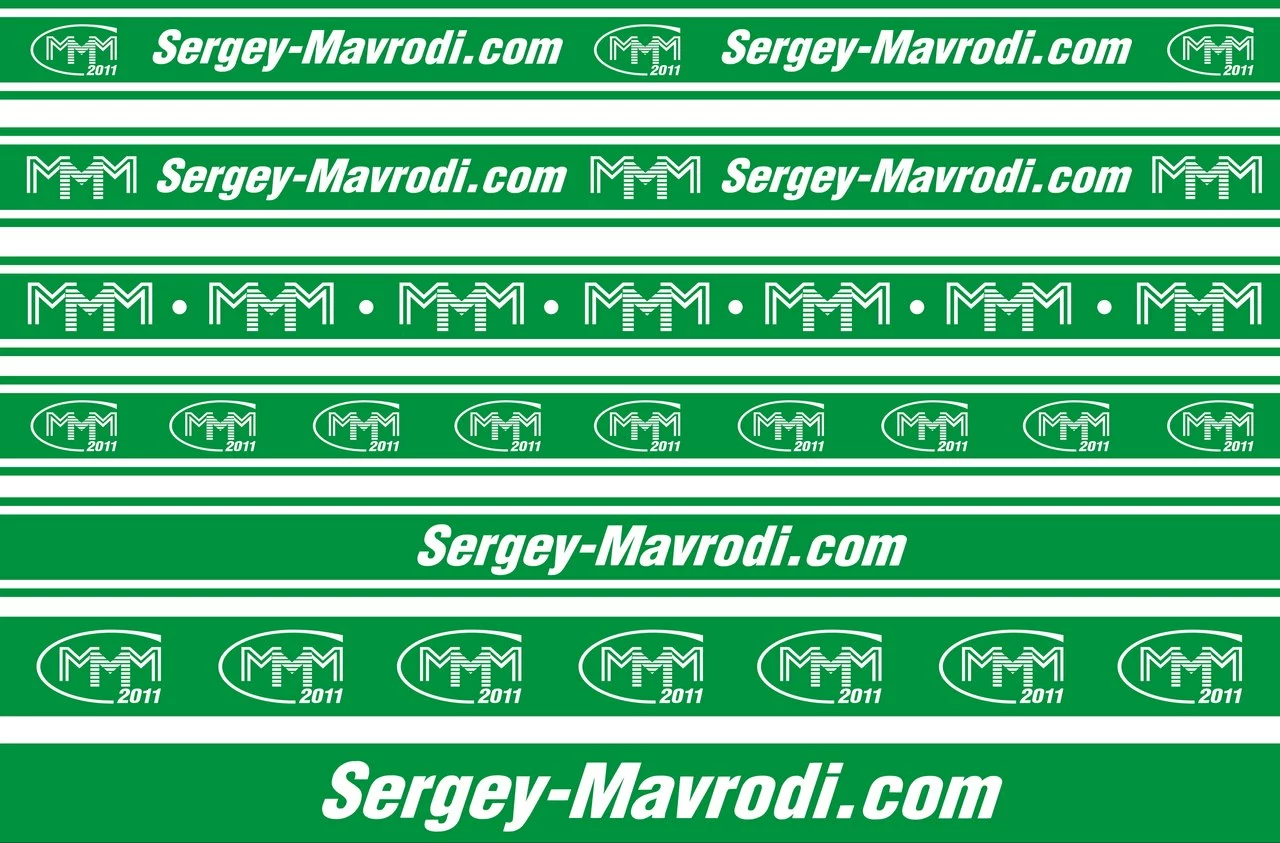 MMM 2011 Sergey-Mavrodi.com MMM 2011 Sergey-Mavrodi.com MMM 2011
MMM Sergey-Mavrodi.com MMM Sergey-Mavrodi.com MMM
MMM • MMM • MMM • MMM • MMM • MMM • MMM
MMM 2011 MMM 2011 MMM 2011 MMM 2011 MMM 2011 MMM 2011 MMM 2011 MMM 2011 MMM 2011
Sergey-Mavrodi.com
MMM 2011 MMM 2011 MMM 2011 MMM 2011 MMM 2011 MMM 2011 MMM 2011
Sergey-Mavrodi.com